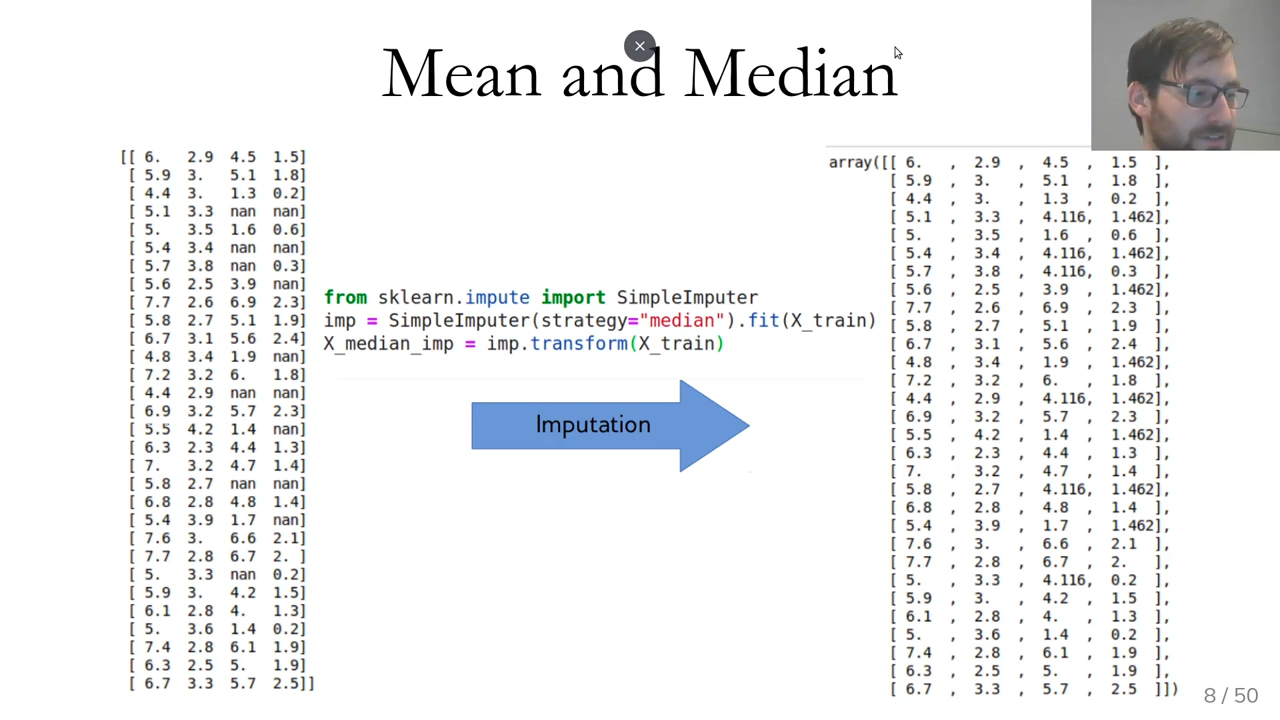 Mean and Median
[[ 6. 2.9 4.5 1.5]
[ 5.9 3. 5.1 1.8]
[ 4.4 3. 1.3 0.2]
[ 5.1 3.3 nan nan]
[ 5. 3.5 1.6 0.6]
[ 5.4 3.4 nan nan]
[ 5.7 3.8 nan 0.3]
[ 5.6 2.5 3.9 nan]
[ 7.7 2.6 6.9 2.3]
[ 5.8 2.7 5.1 1.9]
[ 6.7 3.1 5.6 2.4]
[ 4.8 3.4 1.9 nan]
[ 7.2 3.2 6. 1.8]
[ 4.4 2.9 nan nan]
[ 6.9 3.2 5.7 2.3]
[ 5.5 4.2 1.4 nan]
[ 6.3 2.3 4.4 1.3]
[ 7. 3.2 4.7 1.4]
[ 5.8 2.7 nan nan]
[ 6.8 2.8 4.8 1.4]
[ 5.4 3.9 1.7 nan]
[ 7.6 3. 6.6 2.1]
[ 7.7 2.8 6.7 2. ]
[ 5. 3.3 nan 0.2]
[ 5.9 3. 4.2 1.5]
[ 6.1 2.8 4. 1.3]
[ 5. 3.6 1.4 0.2]
[ 7.4 2.8 6.1 1.9]
[ 6.3 2.5 5. 1.9]
[ 6.7 3.3 5.7 2.5]]
from sklearn.impute import SimpleImputer
imp = SimpleImputer(strategy="median").fit(X_train)
X_median_imp = imp.transform(X_train)
Imputation
array([[ 6. , 2.9 , 4.5 , 1.5 ],
[ 5.9 , 3. , 5.1 , 1.8 ],
[ 4.4 , 3. , 1.3 , 0.2 ],
[ 5.1 , 3.3 , 4.116, 1.462],
[ 5. , 3.5 , 1.6 , 0.6 ],
[ 5.4 , 3.4 , 4.116, 1.462],
[ 5.7 , 3.8 , 4.116, 0.3 ],
[ 5.6 , 2.5 , 3.9 , 1.462],
[ 7.7 , 2.6 , 6.9 , 2.3 ],
[ 5.8 , 2.7 , 5.1 , 1.9 ],
[ 6.7 , 3.1 , 5.6 , 2.4 ],
[ 4.8 , 3.4 , 1.9 , 1.462],
[ 7.2 , 3.2 , 6. , 1.8 ],
[ 4.4 , 2.9 , 4.116, 1.462],
[ 6.9 , 3.2 , 5.7 , 2.3 ],
[ 5.5 , 4.2 , 1.4 , 1.462],
[ 6.3 , 2.3 , 4.4 , 1.3 ],
[ 7. , 3.2 , 4.7 , 1.4 ],
[ 5.8 , 2.7 , 4.116, 1.462],
[ 6.8 , 2.8 , 4.8 , 1.4 ],
[ 5.4 , 3.9 , 1.7 , 1.462],
[ 7.6 , 3. , 6.6 , 2.1 ],
[ 7.7 , 2.8 , 6.7 , 2. ],
[ 5. , 3.3 , 4.116, 0.2 ],
[ 5.9 , 3. , 4.2 , 1.5 ],
[ 6.1 , 2.8 , 4. , 1.3 ],
[ 5. , 3.6 , 1.4 , 0.2 ],
[ 7.4 , 2.8 , 6.1 , 1.9 ],
[ 6.3 , 2.5 , 5. , 1.9 ],
[ 6.7 , 3.3 , 5.7 , 2.5 ]])
8 / 50